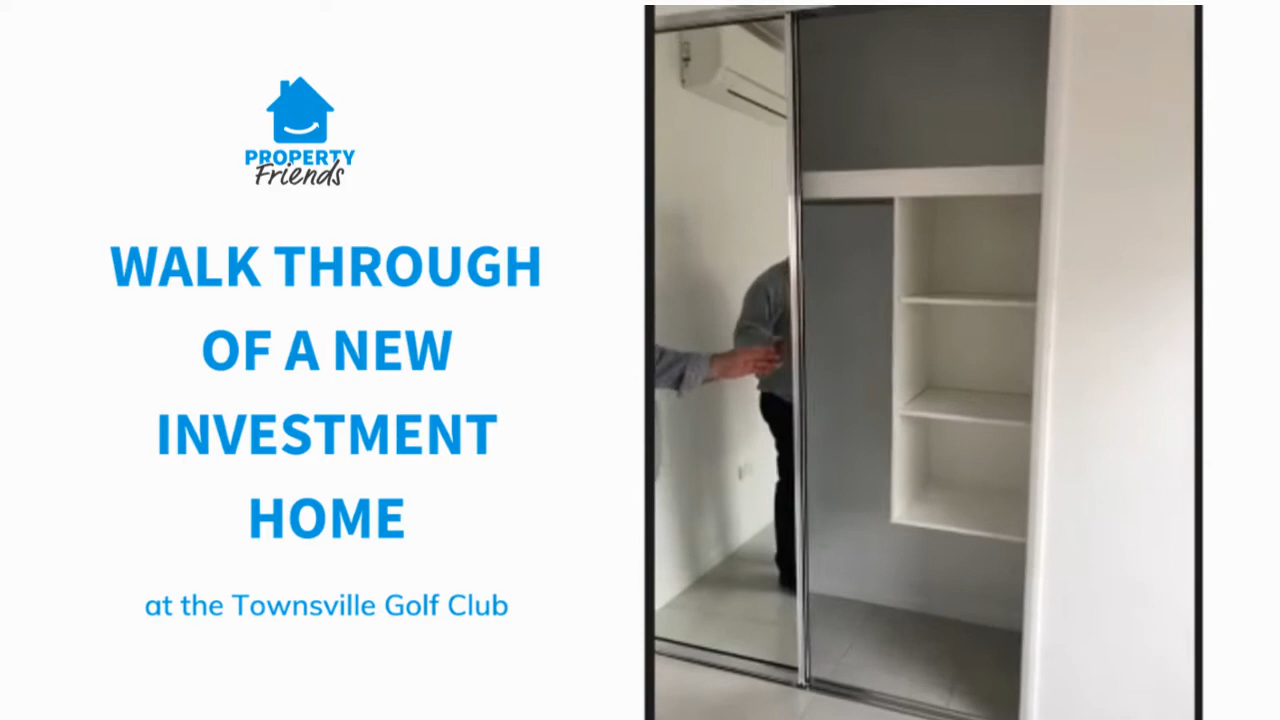 PROPERTY
Friends
WALK THROUGH
OF A NEW
INVESTMENT
HOME
at the Townsville Golf Club